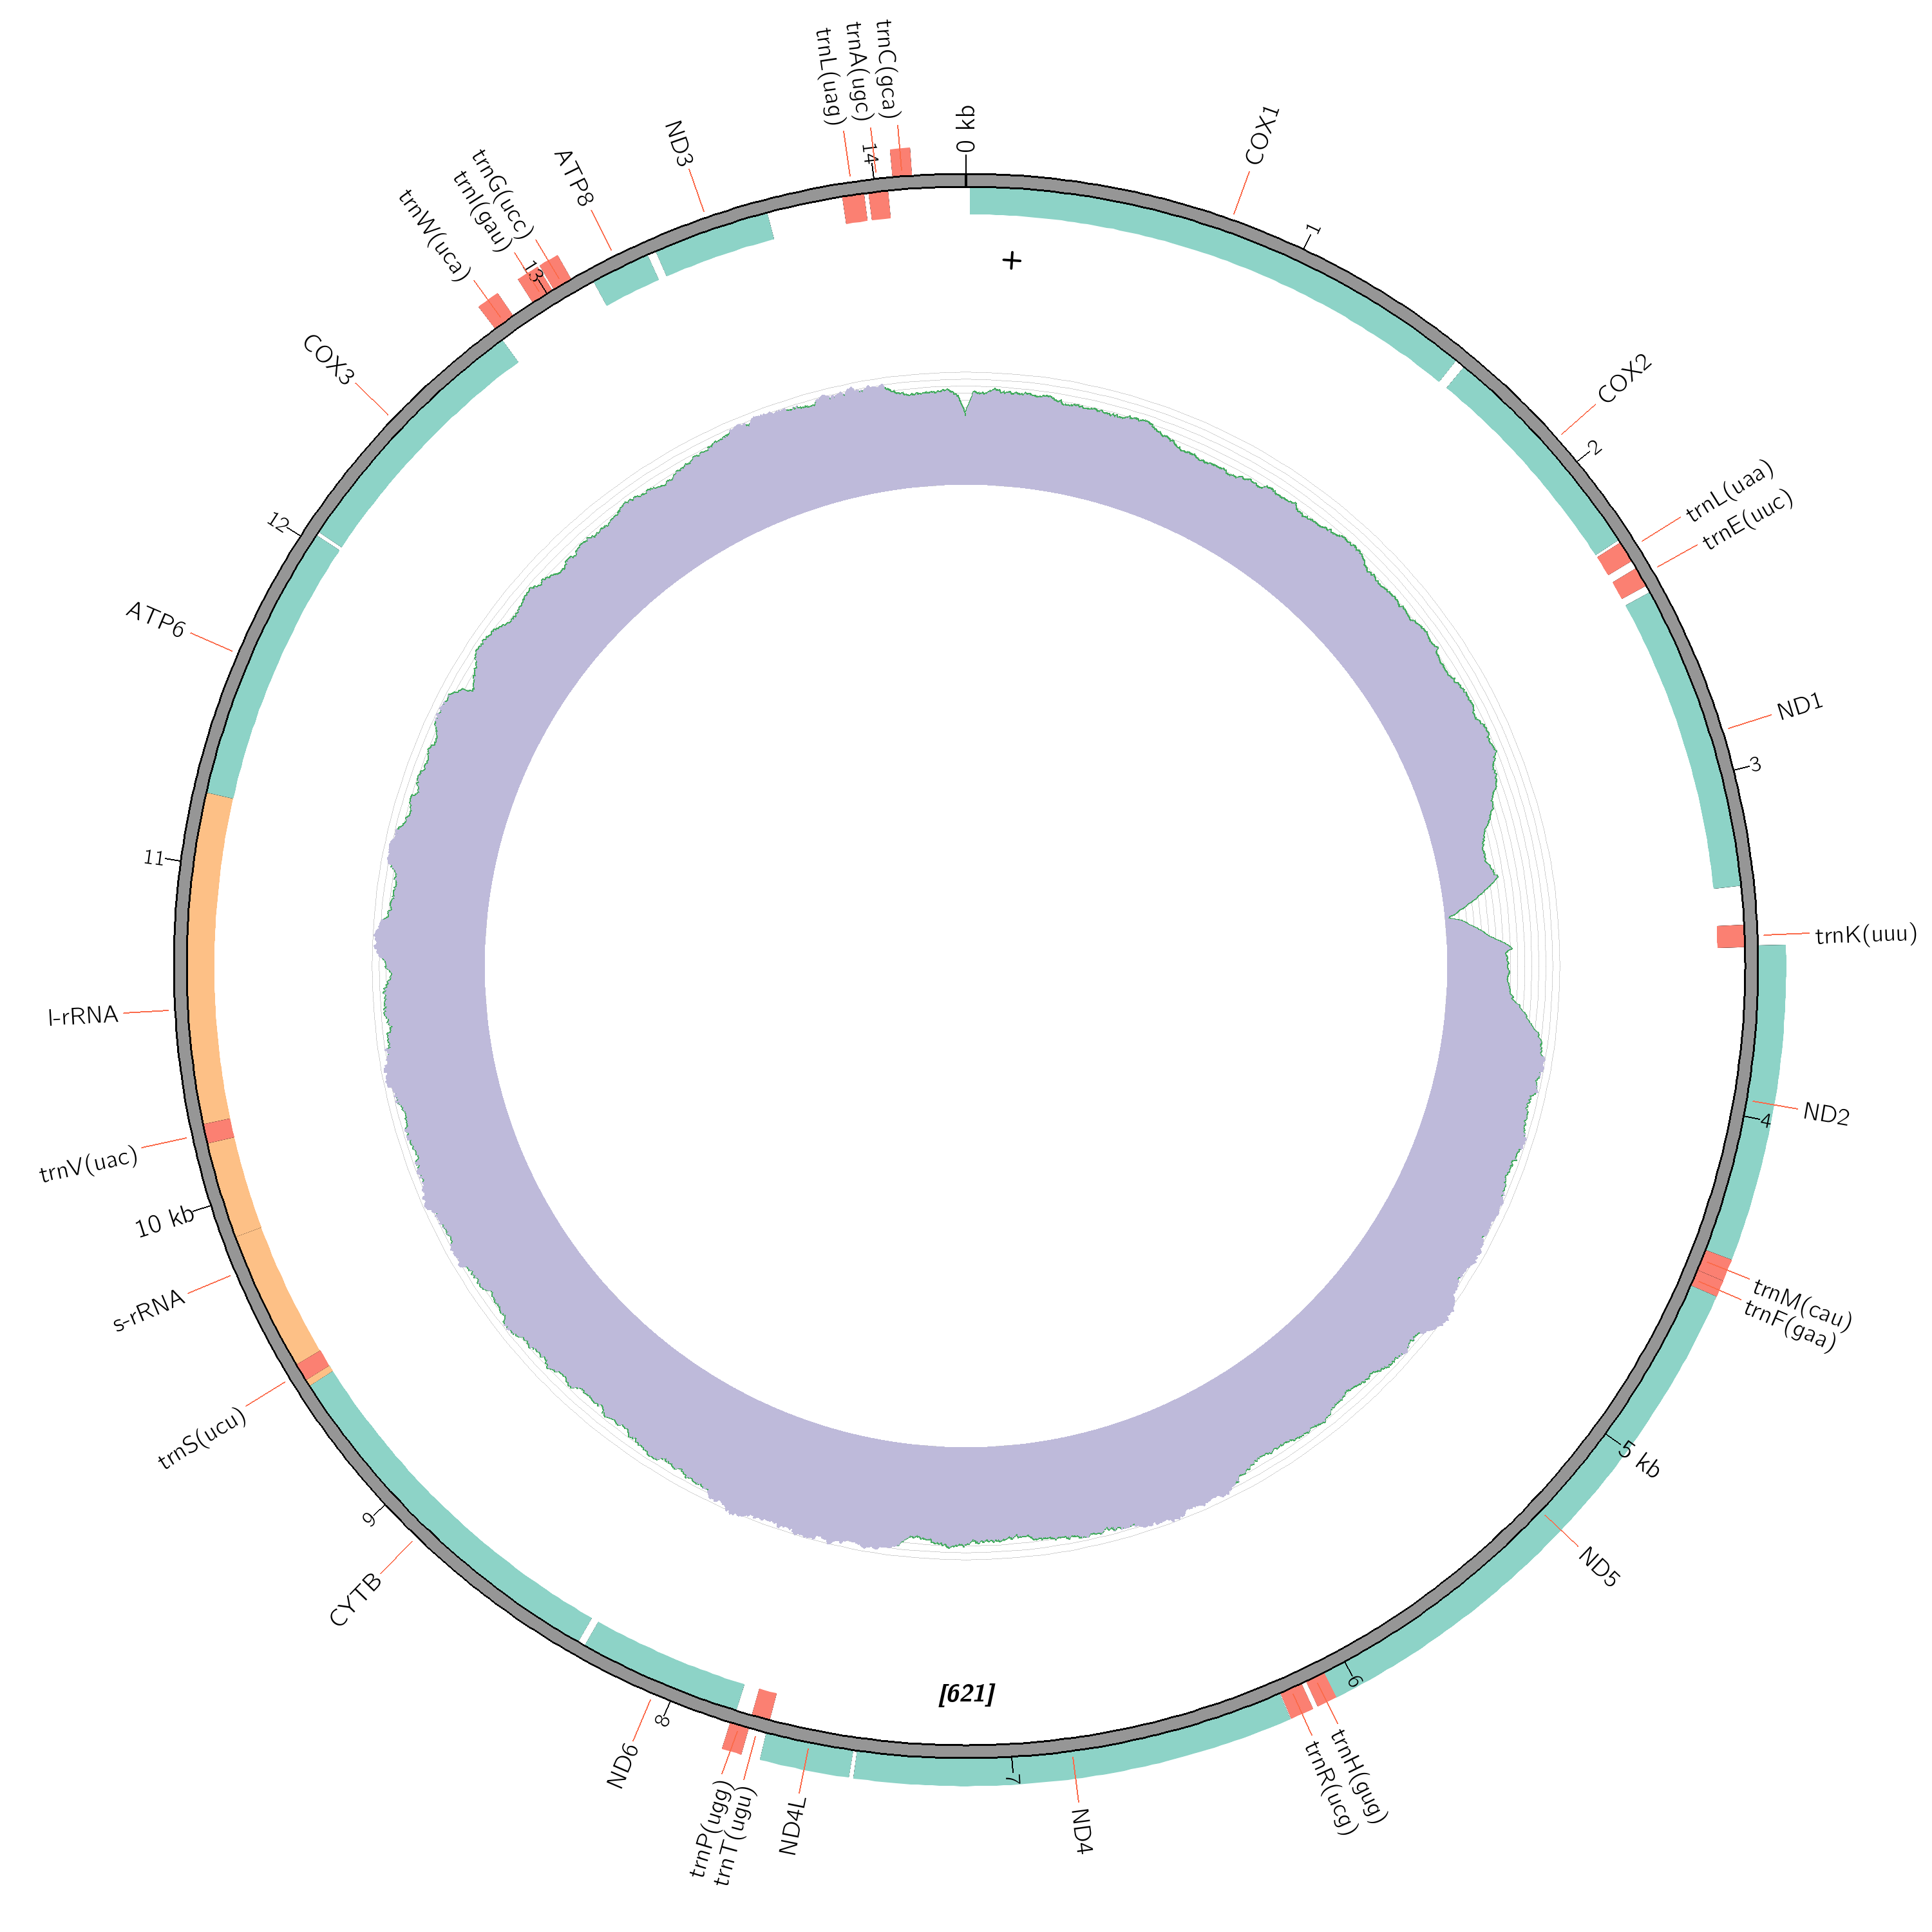 0 kb
COX1
+
1
COX2
2
trnL(uaa)
trnE(uuc)
ND1
3
trnK(uuu)
ND2
4
trnM(cau)
trnF(gaa)
5 kb
ND5
6
trnH(gug)
trnR(ucg)
ND4
7
[621]
ND4L
trnT(ugu)
trnP(ugg)
8
ND6
CYTB
9
trnS(ucu)
s-rRNA
10 kb
trnV(uac)
l-rRNA
11
ATP6
12
COX3
trnW(uca)
13
trnI(gau)
trnG(ucc)
ATP8
ND3
trnL(uag)
14
trnA(ugc)
trnC(gca)